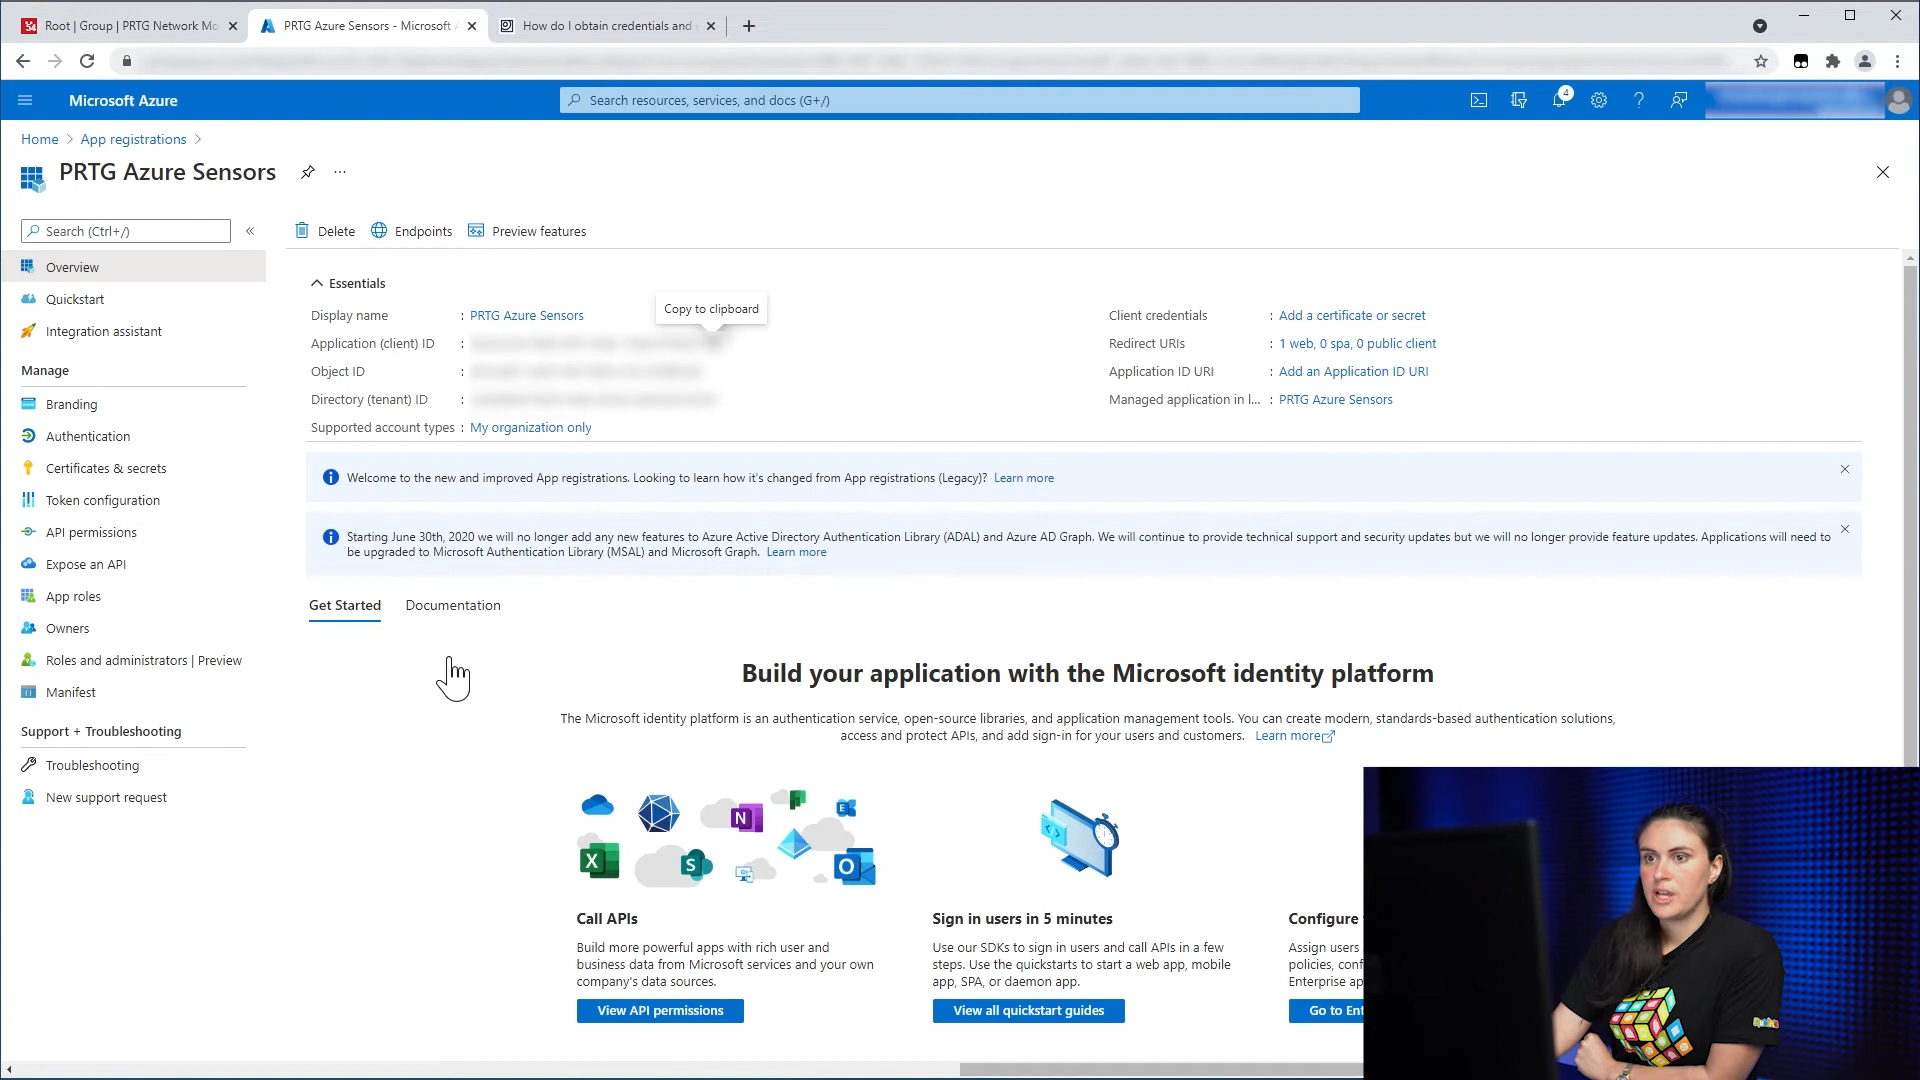 Root | Group | PRTG Network Mo
PRTG Azure Sensors - Microsoft A
How do I obtain credentials and
Microsoft Azure
Search resources, services, and docs (G+/)
4
Home > App registrations >
PRTG Azure Sensors
Search (Ctrl+/)
«
Delete
Endpoints
Preview features
Overview
Quickstart
Integration assistant
Manage
Branding
Authentication
Certificates & secrets
Token configuration
API permissions
Expose an API
App roles
Owners
Roles and administrators | Preview
Manifest
Support + Troubleshooting
Troubleshooting
New support request
Essentials
Copy to clipboard
Display name : PRTG Azure Sensors
Application (client) ID :
Object ID :
Directory (tenant) ID :
Supported account types : My organization only
Client credentials : Add a certificate or secret
Redirect URIs : 1 web, 0 spa, 0 public client
Application ID URI : Add an Application ID URI
Managed application in l... : PRTG Azure Sensors
Welcome to the new and improved App registrations. Looking to learn how it's changed from App registrations (Legacy)? Learn more
Starting June 30th, 2020 we will no longer add any new features to Azure Active Directory Authentication Library (ADAL) and Azure AD Graph. We will continue to provide technical support and security updates but we will no longer provide feature updates. Applications will need to
be upgraded to Microsoft Authentication Library (MSAL) and Microsoft Graph. Learn more
Get Started
Documentation
Build your application with the Microsoft identity platform
The Microsoft identity platform is an authentication service, open-source libraries, and application management tools. You can create modern, standards-based authentication solutions,
access and protect APIs, and add sign-in for your users and customers. Learn more
Call APIs
Build more powerful apps with rich user and
business data from Microsoft services and your own
company's data sources.
View API permissions
Sign in users in 5 minutes
Use our SDKs to sign in users and call APIs in a few
steps. Use the quickstarts to start a web app, mobile
app, SPA, or daemon app.
View all quickstart guides
Configure
Assign users
policies, conf
Enterprise ap
Go to Ent